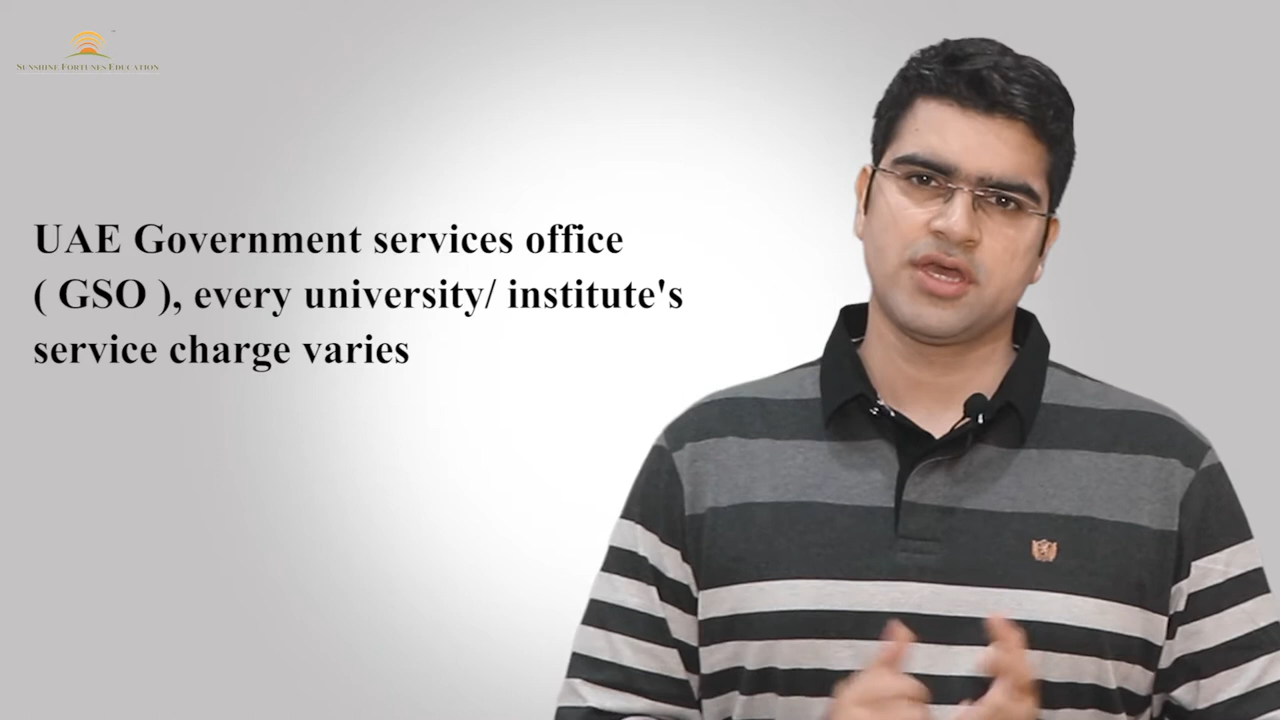 SUNSHINE FORTUNES EDUCATION
UAE Government services office
( GSO ), every university/ institute's
service charge varies